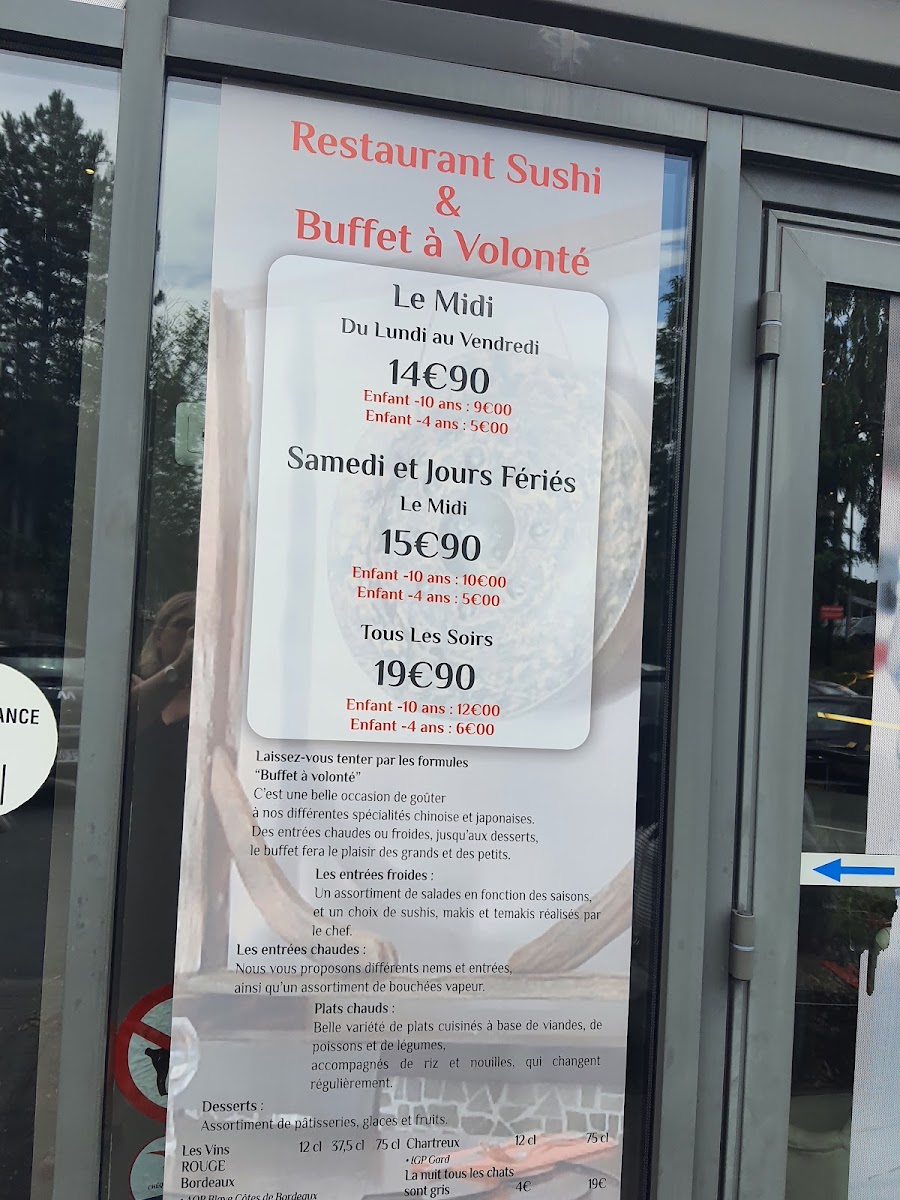 Restaurant Sushi
&
Buffet à Volonté
Le Midi
Du Lundi au Vendredi
14€90
Enfant -10 ans : 9€00
Enfant -4 ans : 5€00
Samedi et Jours Fériés
Le Midi
15€90
Enfant -10 ans : 10€00
Enfant -4 ans : 5€00
Tous Les Soirs
19€90
Enfant -10 ans : 12€00
Enfant -4 ans : 6€00
ANCE
Laissez-vous tenter par les formules
“Buffet à volonté”
C’est une belle occasion de goûter
à nos différentes spécialités chinoise et japonaises.
Des entrées chaudes ou froides, jusqu’aux desserts,
le buffet fera le plaisir des grands et des petits.
Les entrées froides :
Un assortiment de salades en fonction des saisons,
et un choix de sushis, makis et temakis réalisés par
le chef.
Les entrées chaudes :
Nous vous proposons différents nems et entrées,
ainsi qu’un assortiment de bouchées vapeur.
Plats chauds :
Belle variété de plats cuisinés à base de viandes, de
poissons et de légumes,
accompagnés de riz et nouilles, qui changent
régulièrement.
Desserts :
Assortiment de pâtisseries, glaces et fruits.
Les Vins 12 cl 37,5 cl 75 cl
ROUGE
Bordeaux
• AOP Blaye Côtes de Bordeaux
Chartreux 12 cl 75 cl
• IGP Gard
La nuit tous les chats
sont gris 4€ 19€